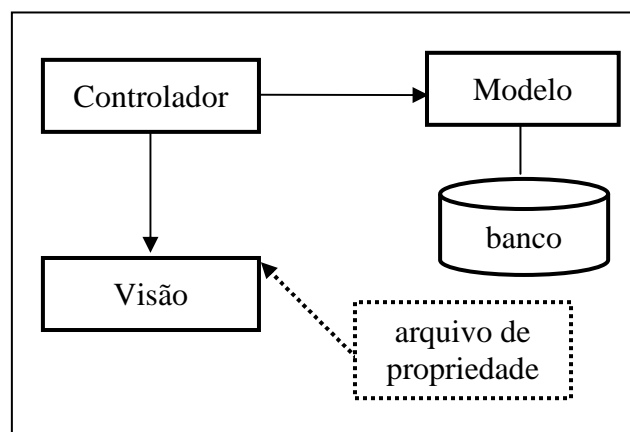 Controlador
Modelo
banco
Visão
arquivo de
propriedade